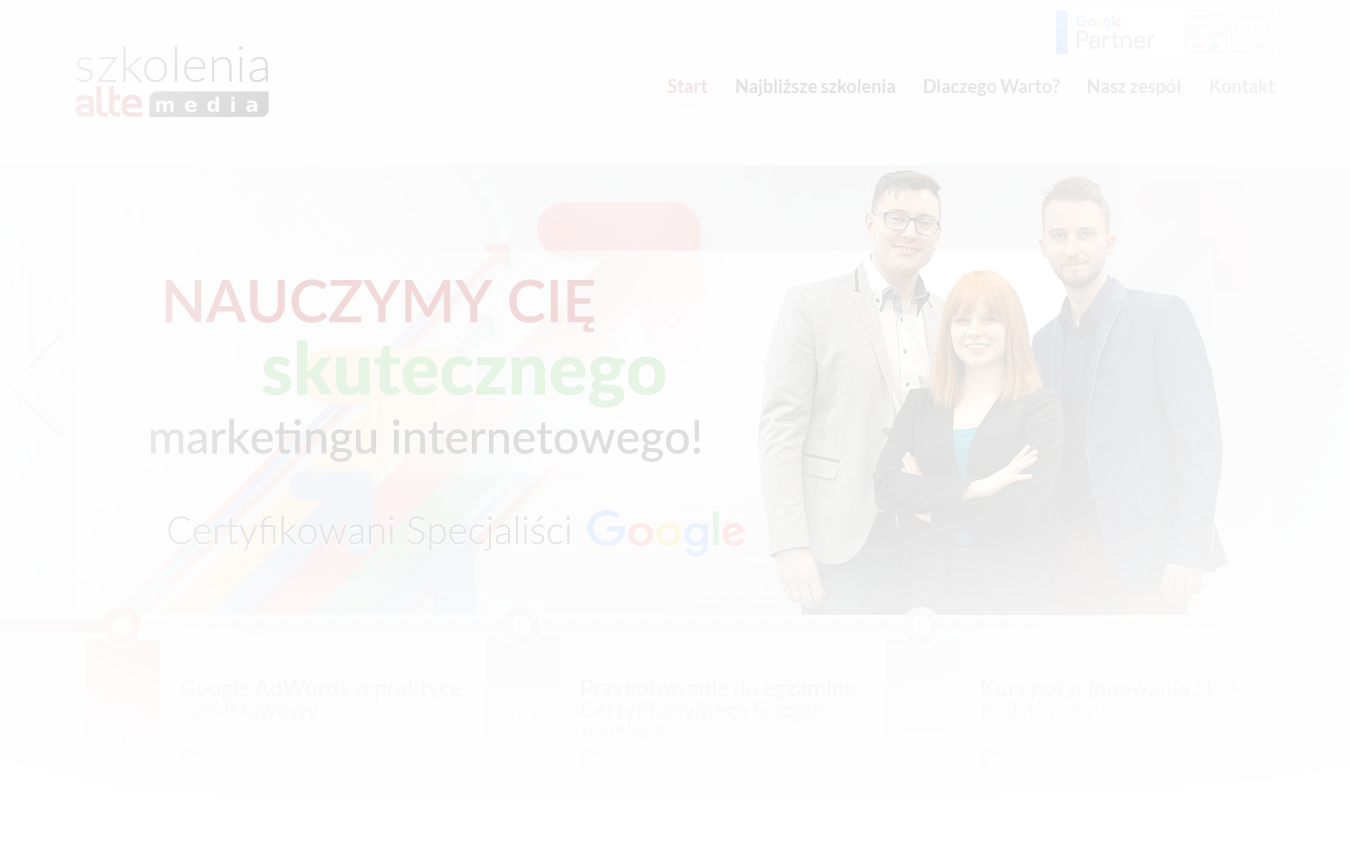 Google
Partner
szkolenia
alte media
Start
Najbliższe szkolenia
Dlaczego Warto?
Nasz zespół
Kontakt
NAUCZYMY CIĘ
skutecznego
marketingu internetowego!
Certyfikowani Specjaliści Google
Google AdWords w praktyce
- podstawowy
Przygotowanie do egzaminu
Certyfikacyjnego Google
AdWords
Kurs pozycjonowania SEO -
podstawowy